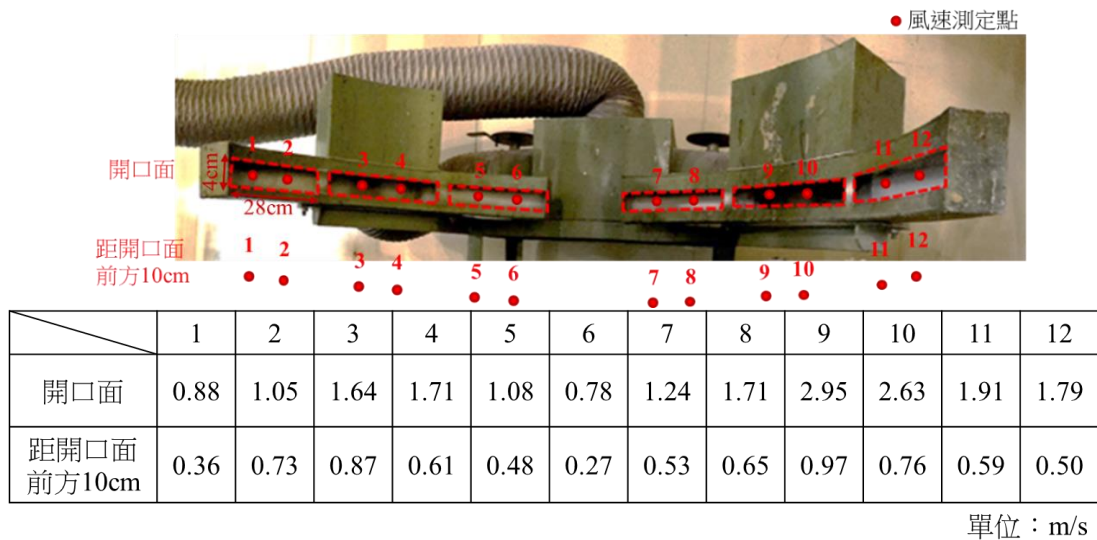 風速測定點
1 2 3 4 5 6 7 8 9 10 11 12
開口面
4cm
28cm
距開口面
前方10cm
1 2 3 4 5 6 7 8 9 10 11 12
1 2 3 4 5 6 7 8 9 10 11 12
開口面 0.88 1.05 1.64 1.71 1.08 0.78 1.24 1.71 2.95 2.63 1.91 1.79
距開口面
前方10cm 0.36 0.73 0.87 0.61 0.48 0.27 0.53 0.65 0.97 0.76 0.59 0.50
單位：m/s